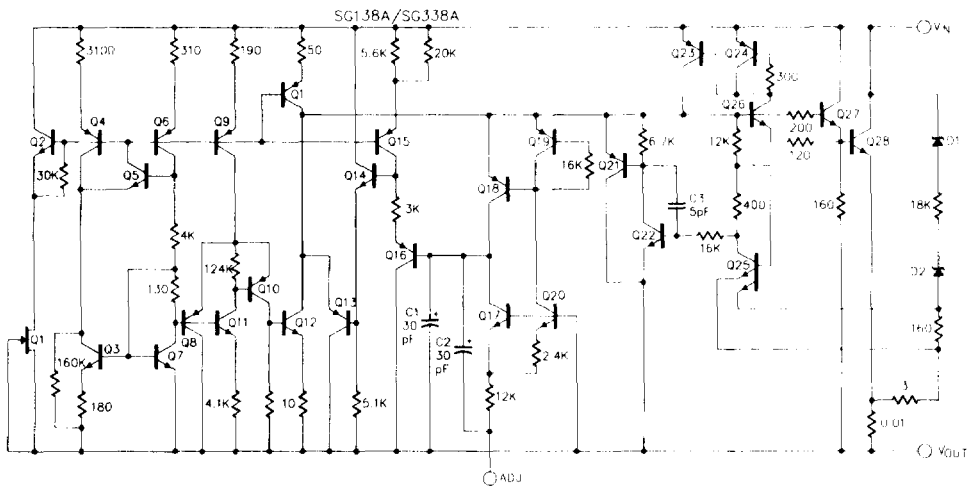 SG138A/SG338A
310
190
50
5.6K
20K
Q23
Q24
300
VIN
Q1
Q2
Q4
Q6
Q9
Q15
Q19
Q21
6.7K
Q26
200
Q27
Q28
D1
30K
Q5
Q14
16K
Q18
12K
120
3K
C3
5pF
400
160
18K
4K
Q16
Q22
16K
Q25
D2
130
124K
Q10
C1
30
pF
C2
30
pF
Q17
Q20
160
Q1
Q3
Q7
Q8
Q11
Q12
Q13
2.4K
160K
180
4.1K
10
5.1K
12K
3
0.01
ADJ
VOUT